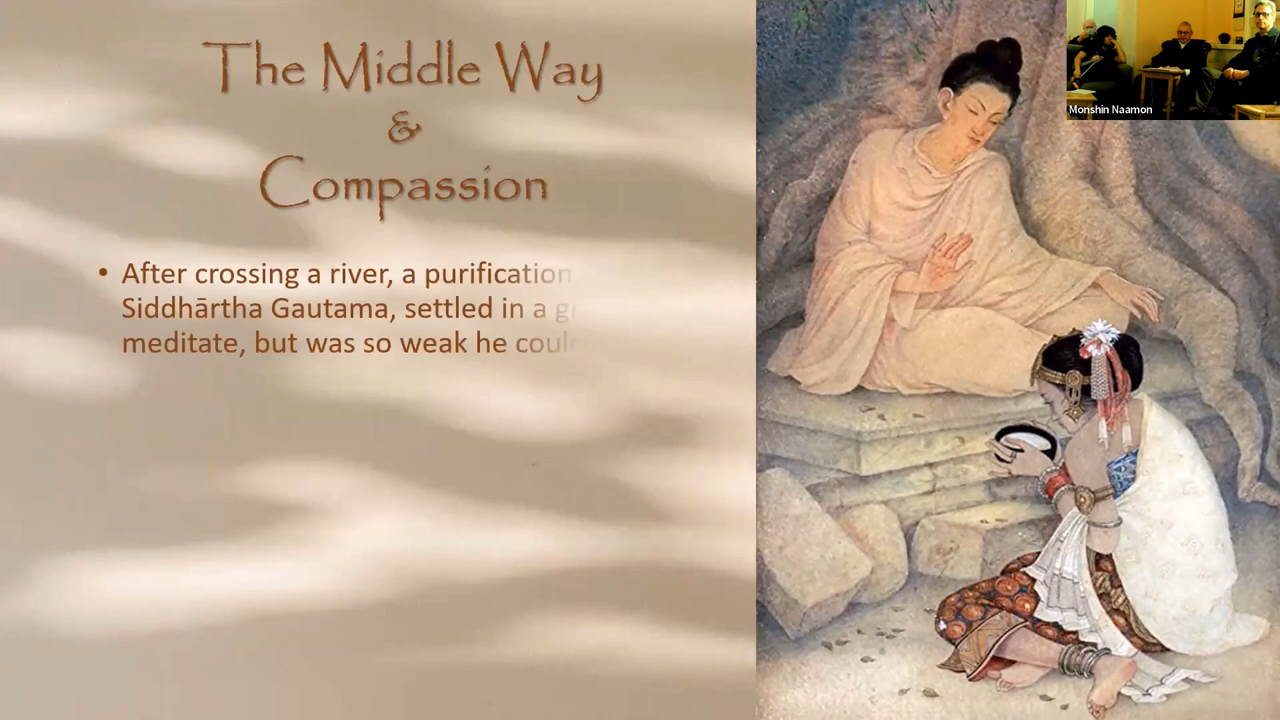 The Middle Way
&
Compassion
• After crossing a river, a purification
Siddhārtha Gautama, settled in a
meditate, but was so weak he
Monshin Naamon